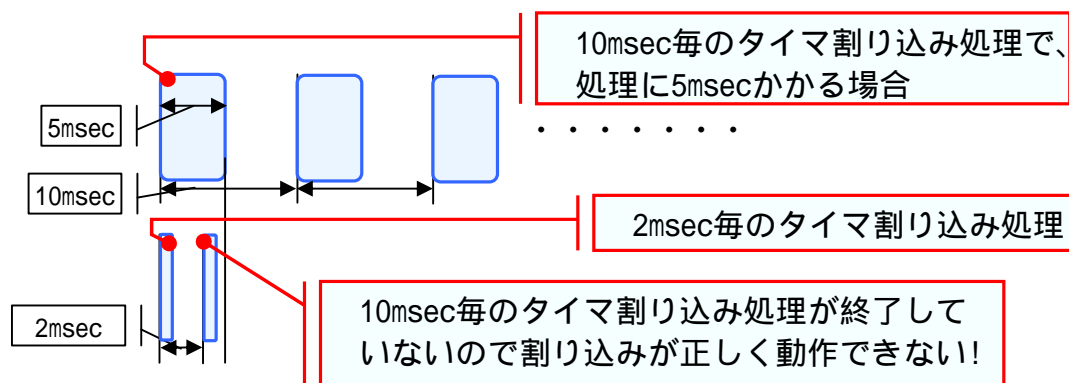 10msec毎のタイマ割り込み処理で、
処理に5msecかかる場合
5msec
・・・・・・・
10msec
2msec毎のタイマ割り込み処理
10msec毎のタイマ割り込み処理が終了して
いないので割り込みが正しく動作できない!
2msec